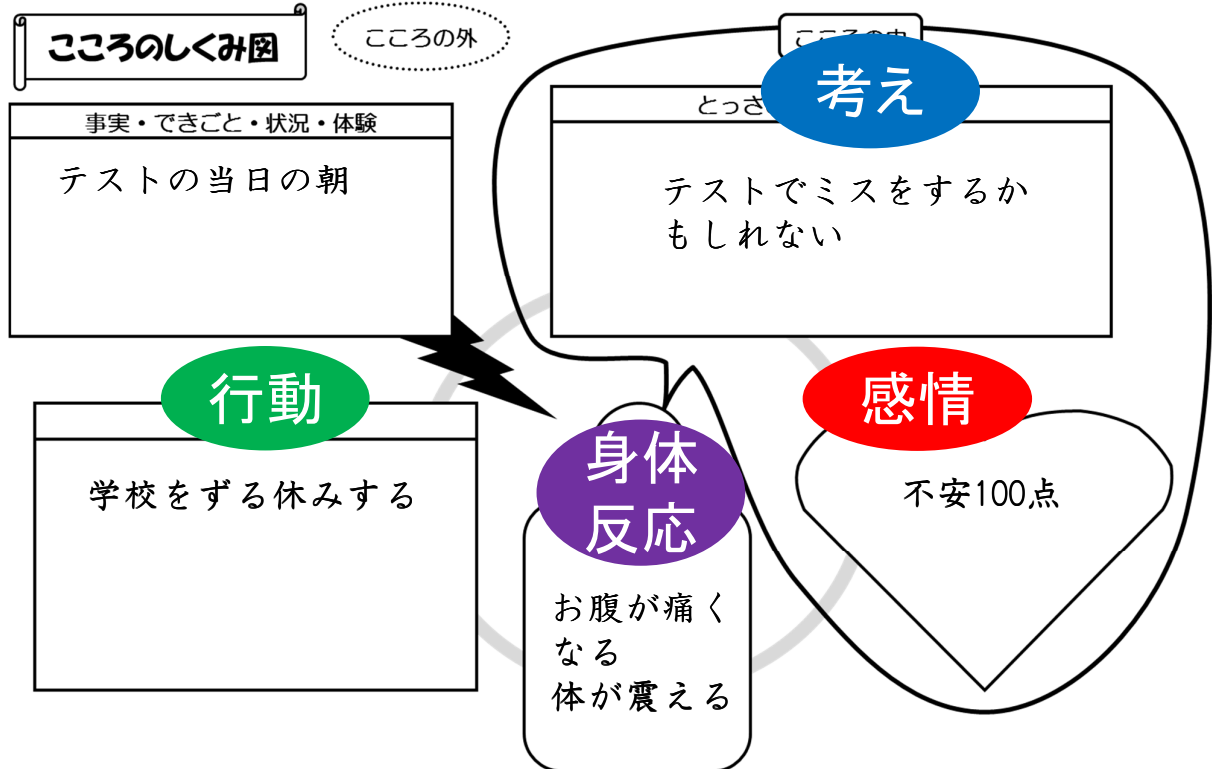 こころのしくみ図
こころの外
事実・できごと・状況・体験
テストの当日の朝
とっさ
考え
テストでミスをするか
もしれない
行動
学校をずる休みする
身体
反応
お腹が痛く
なる
体が震える
感情
不安100点